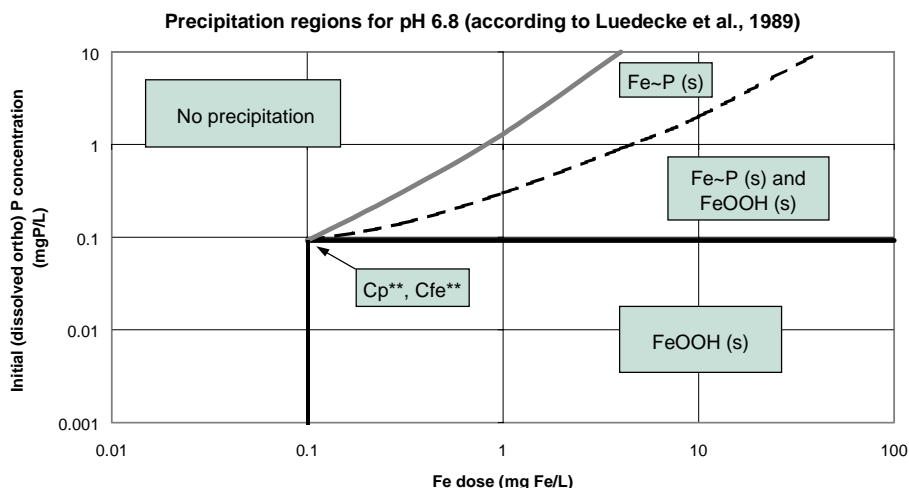 Precipitation regions for pH 6.8 (according to Luedecke et al., 1989)
Initial (dissolved ortho) P concentration
(mgP/L)
10
1
0.1
0.01
0.001
No precipitation
Fe~P (s)
Fe~P (s) and
FeOOH (s)
Cp**, Cfe**
FeOOH (s)
0.01
0.1
1
10
100
Fe dose (mg Fe/L)